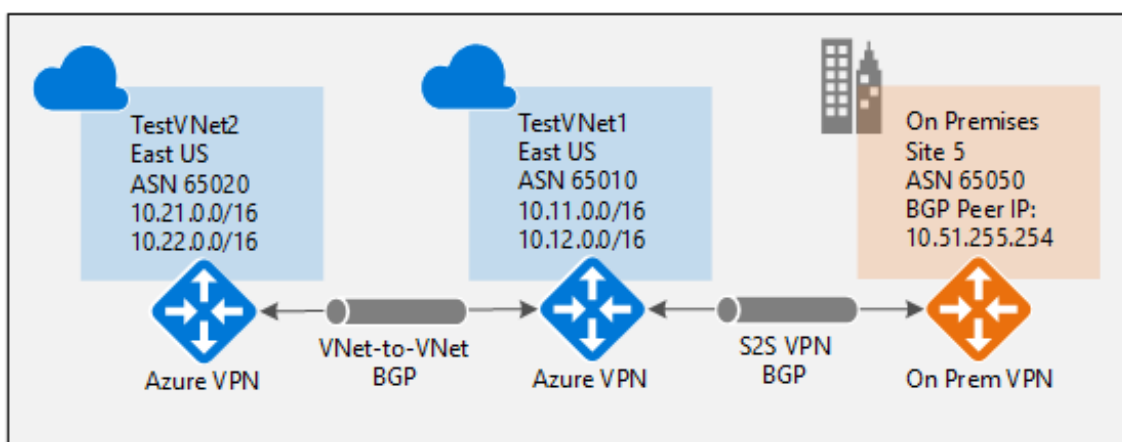 TestVNet2
East US
ASN 65020
10.21.0.0/16
10.22.0.0/16
TestVNet1
East US
ASN 65010
10.11.0.0/16
10.12.0.0/16
On Premises
Site 5
ASN 65050
BGP Peer IP:
10.51.255.254
VNet-to-VNet
BGP
S2S VPN
BGP
Azure VPN
Azure VPN
On Prem VPN